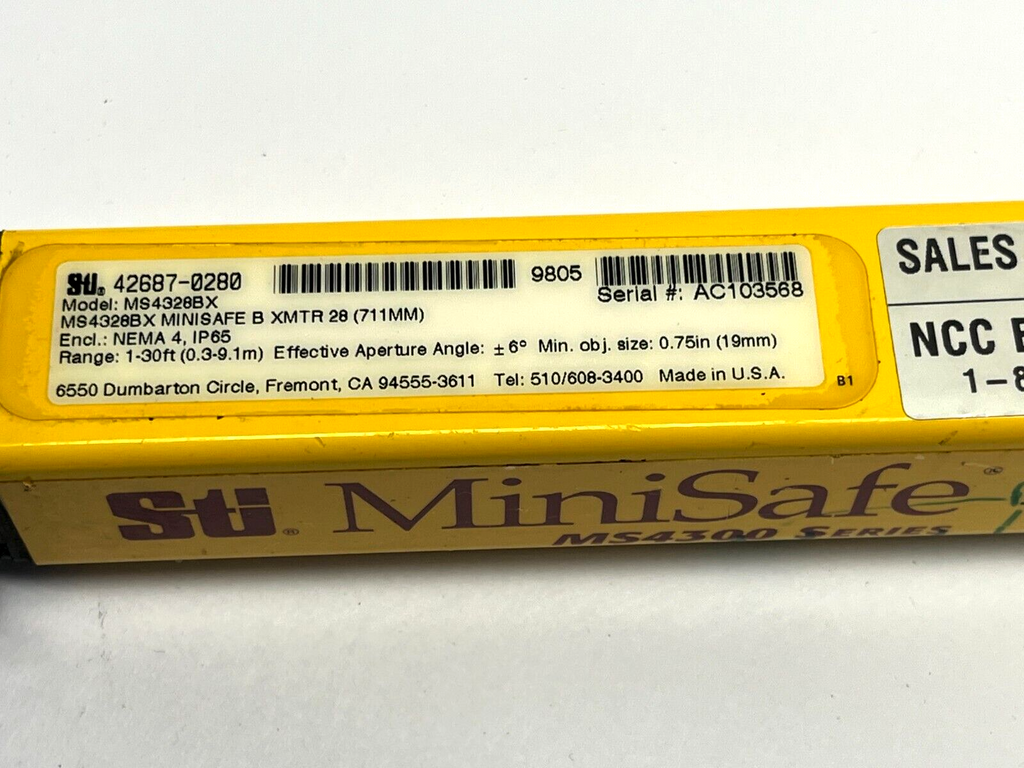 Sti® 42687-0280 9805
Serial #: AC103568
Model: MS4328BX
MS4328BX MINISAFE B XMTR 28 (711MM)
Encl.: NEMA 4, IP65
Range: 1-30ft (0.3-9.1m) Effective Aperture Angle: ±6° Min. obj. size: 0.75in (19mm)
6550 Dumbarton Circle, Fremont, CA 94555-3611 Tel: 510/608-3400 Made in U.S.A.
B1
SALES
NCC
1-8
Sti® MiniSafe®
MS4300 SERIES